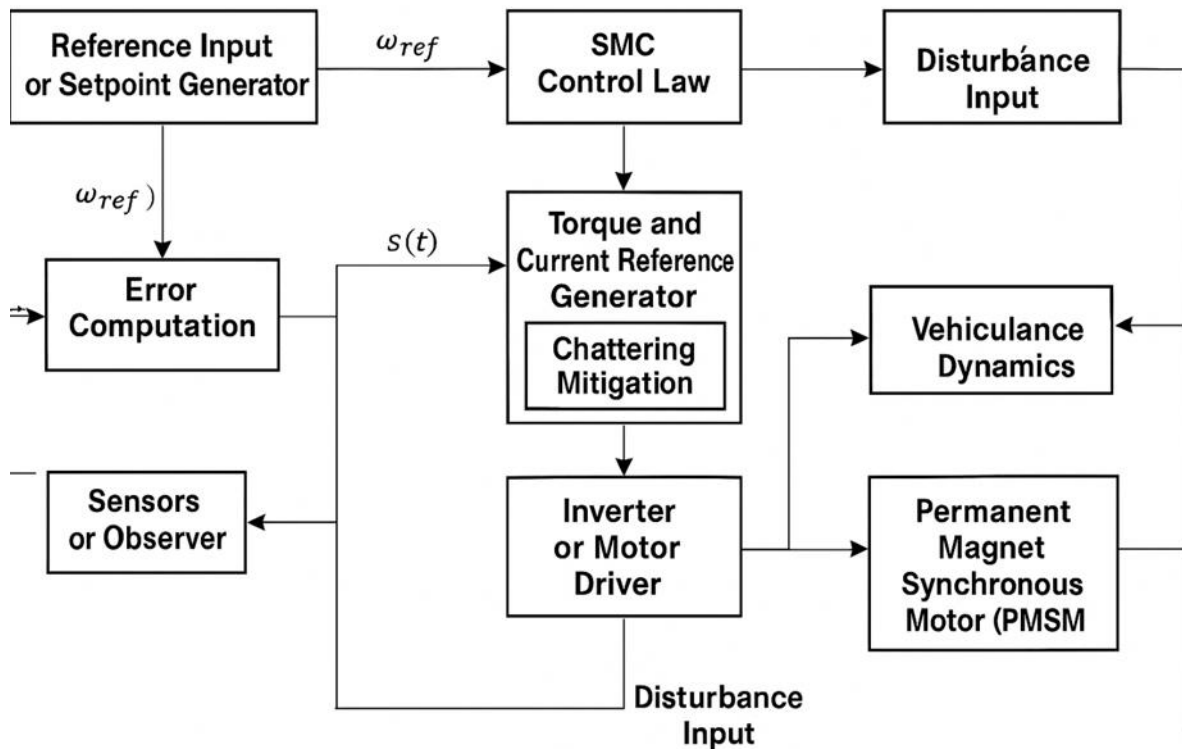 Reference Input
or Setpoint Generator
ω_ref
SMC
Control Law
Disturbánce
Input
ω_ref )
Error
Computation
s(t)
Torque and
Current Reference
Generator
Chattering
Mitigation
Vehiculance
Dynamics
Sensors
or Observer
Inverter
or Motor
Driver
Permanent
Magnet
Synchronous
Motor (PMSM
Disturbance
Input